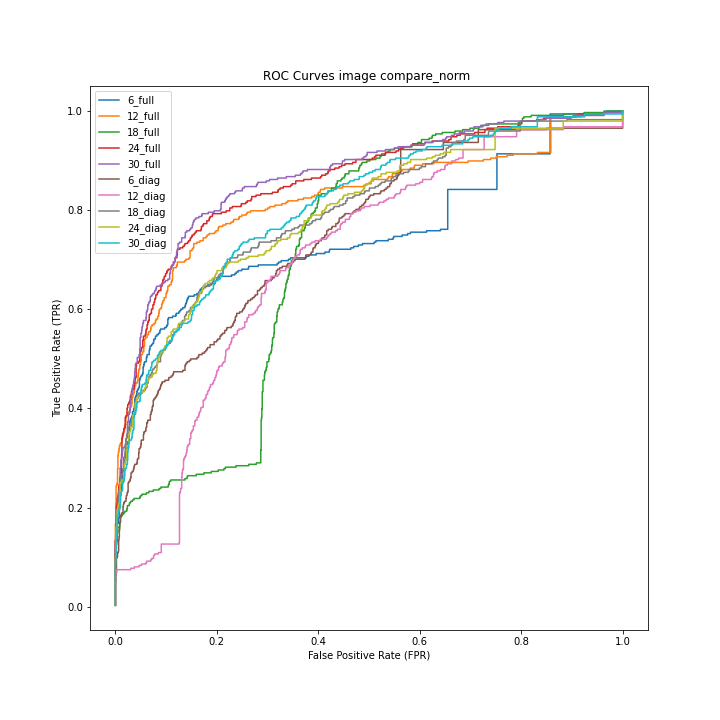 ROC Curves image compare_norm
6_full
12_full
18_full
24_full
30_full
6_diag
12_diag
18_diag
24_diag
30_diag
True Positive Rate (TPR)
1.0
0.8
0.6
0.4
0.2
0.0
0.0 0.2 0.4 0.6 0.8 1.0
False Positive Rate (FPR)